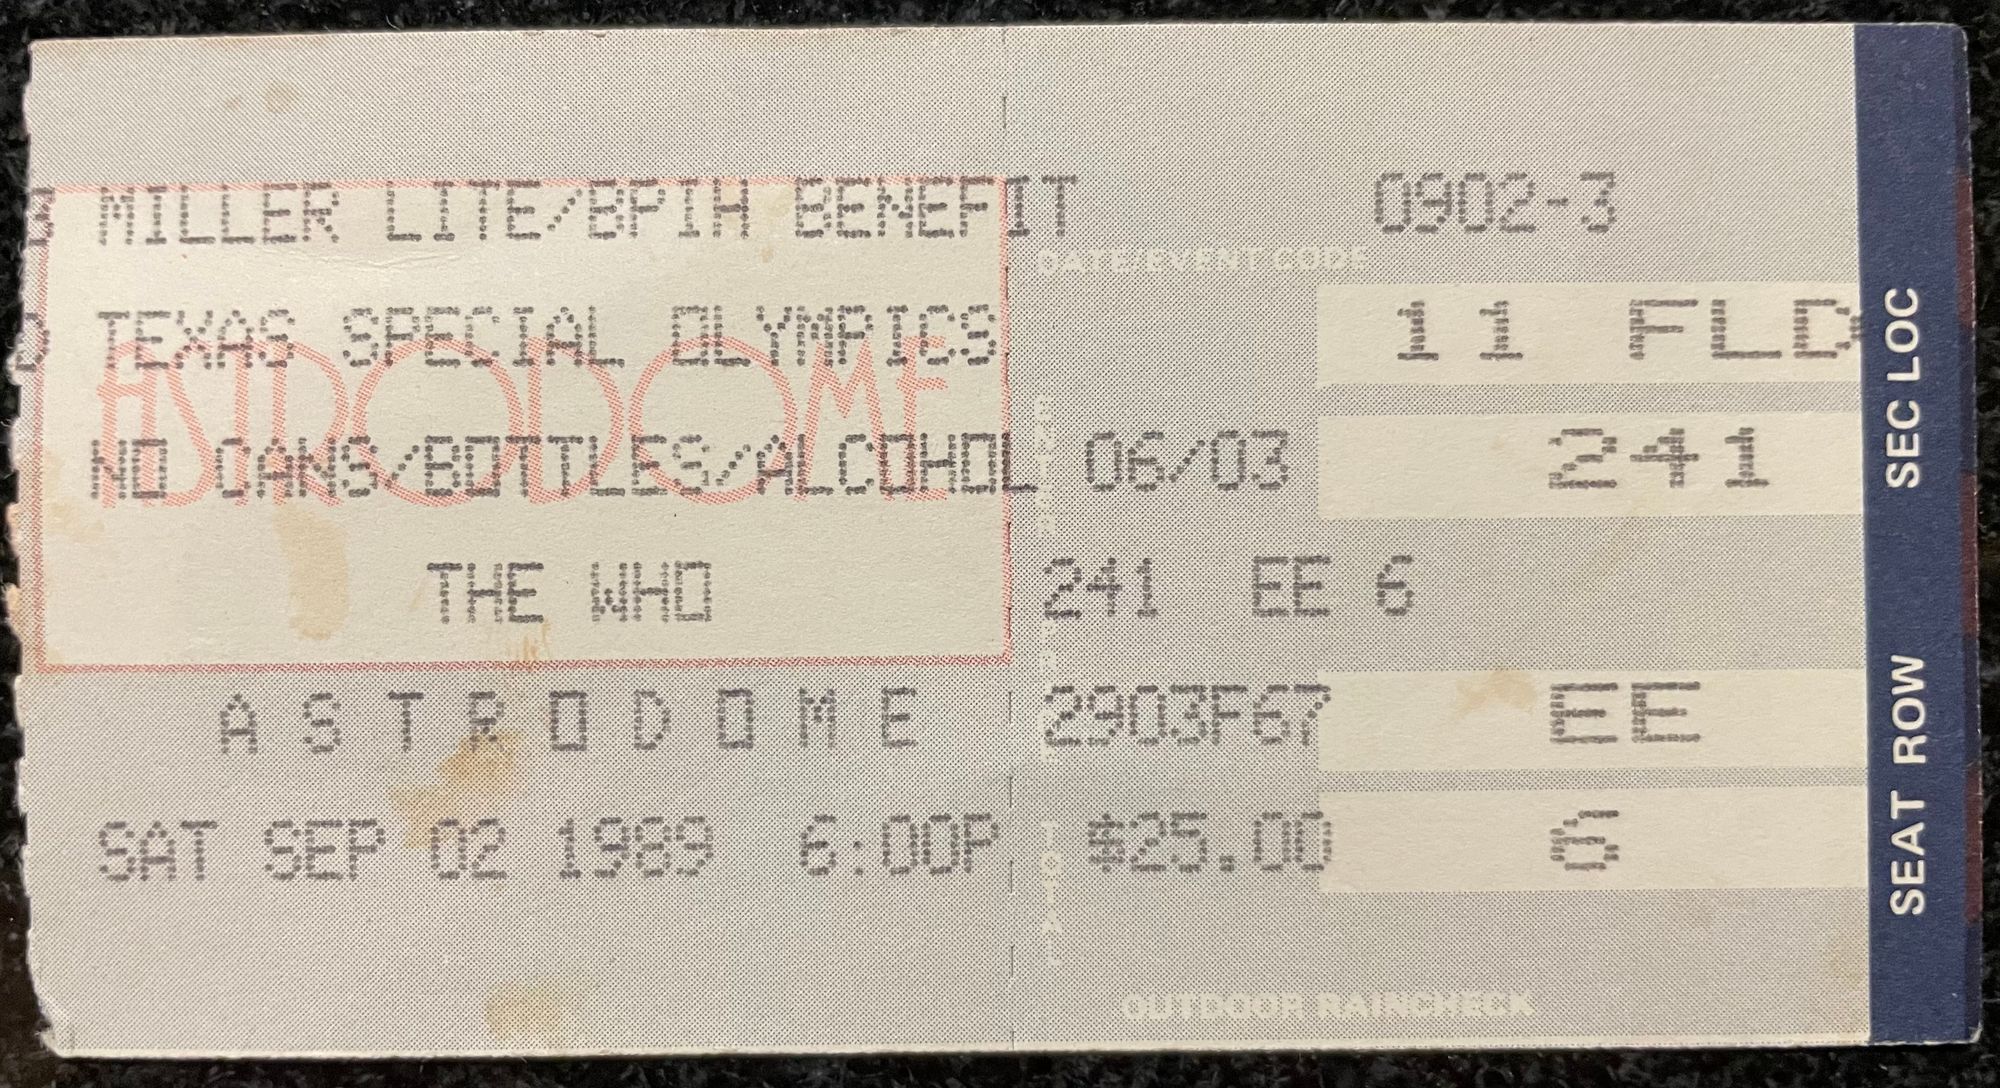 MILLER LITE/BPIH BENEFIT 0902-3
DATE/EVENT CODE
TEXAS SPECIAL OLYMPICS 11 FLD
ASTRODOME
NO CANS/BOTTLES/ALCOHOL 06/03 241
THE WHO 241 EE 6
A S T R O D O M E 2903F67 EE
SAT SEP 02 1989 6:00P $25.00 6
TOTAL
OUTDOOR RAINCHECK
SEC LOC
SEAT ROW